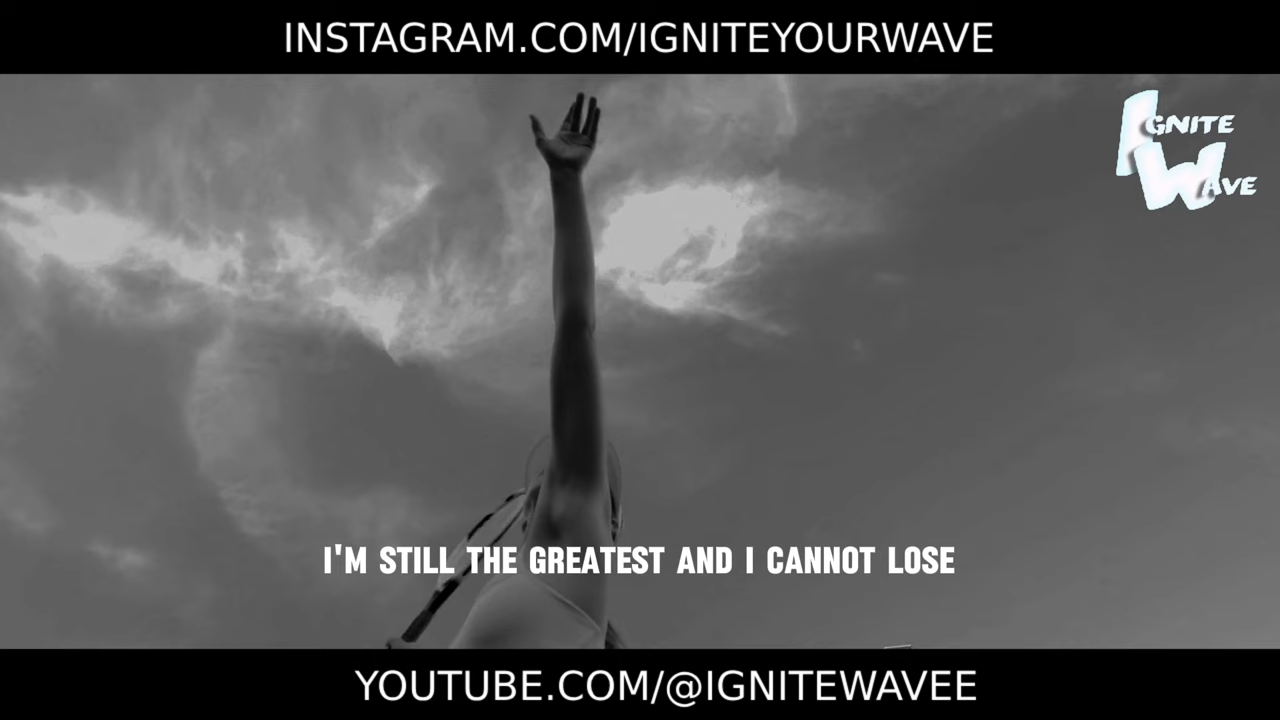 INSTAGRAM.COM/IGNITEYOURWAVE
IGNITE
WAVE
I'M STILL THE GREATEST AND I CANNOT LOSE
YOUTUBE.COM/@IGNITEWAVEE